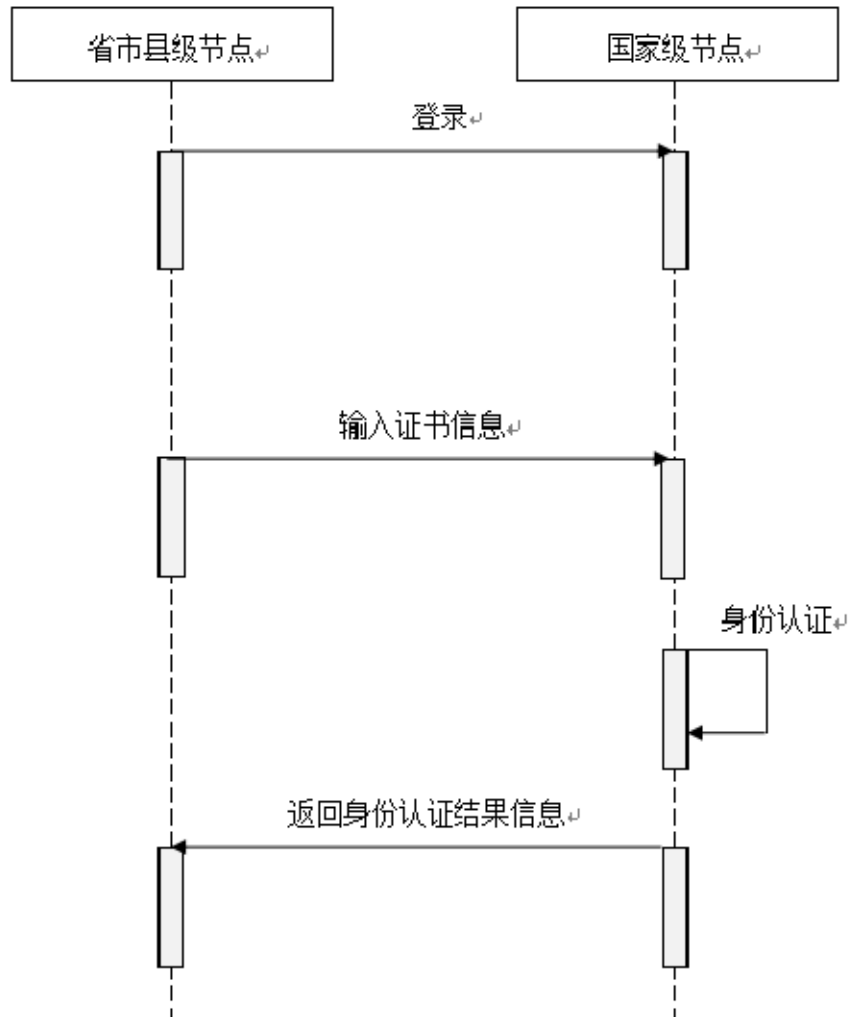 省市县级节点
国家级节点
登录
输入证书信息
身份认证
返回身份认证结果信息